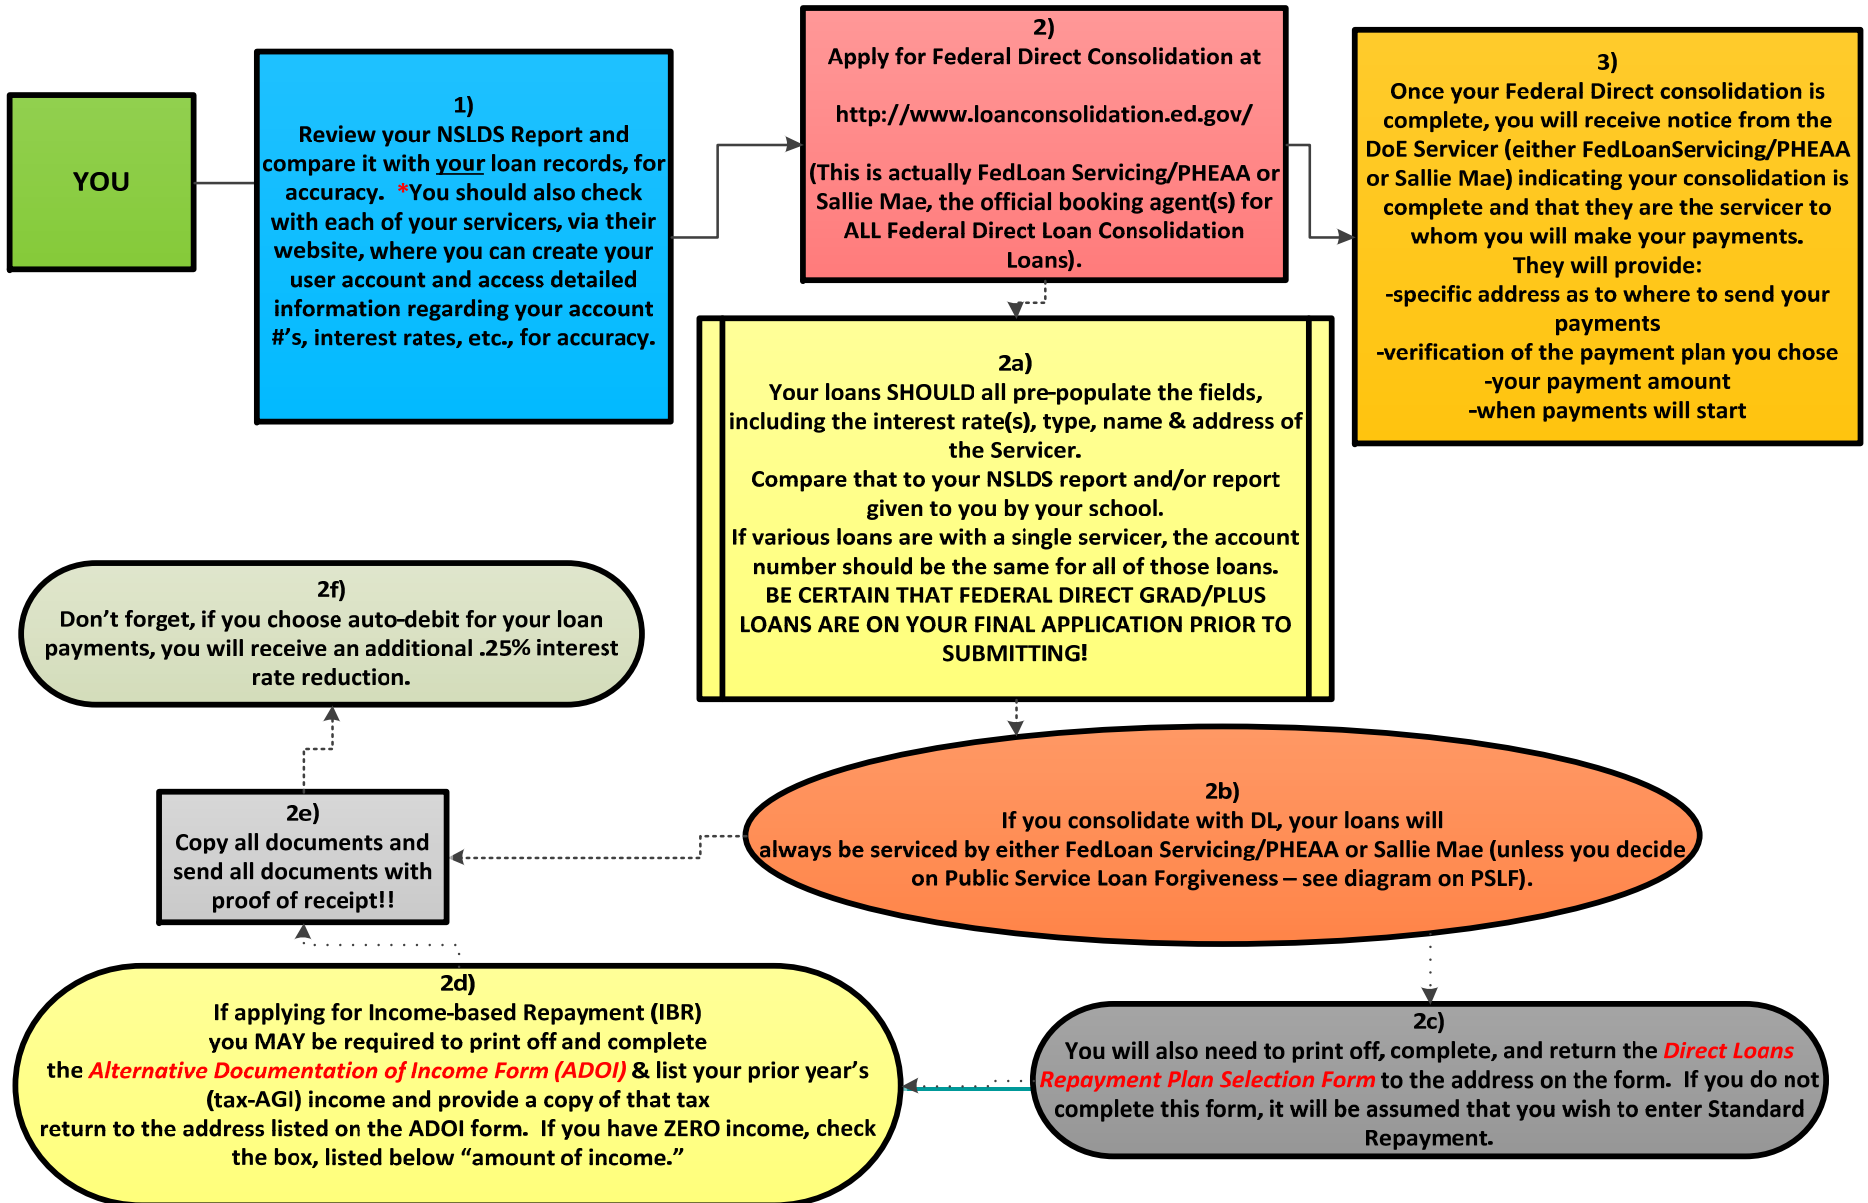 YOU
1)
Review your NSLDS Report and
compare it with your loan records, for
accuracy.  *You should also check
with each of your servicers, via their
website, where you can create your
user account and access detailed
information regarding your account
#’s, interest rates, etc., for accuracy.
2)
Apply for Federal Direct Consolidation at
http://www.loanconsolidation.ed.gov/
(This is actually FedLoan Servicing/PHEAA or
Sallie Mae, the official booking agent(s) for
ALL Federal Direct Loan Consolidation
Loans).
3)
Once your Federal Direct consolidation is
complete, you will receive notice from the
DoE Servicer (either FedLoanServicing/PHEAA
or Sallie Mae) indicating your consolidation is
complete and that they are the servicer to
whom you will make your payments.
They will provide:
-specific address as to where to send your
payments
-verification of the payment plan you chose
-your payment amount
-when payments will start
2a)
Your loans SHOULD all pre-populate the fields,
including the interest rate(s), type, name & address of
the Servicer.
Compare that to your NSLDS report and/or report
given to you by your school.
If various loans are with a single servicer, the account
number should be the same for all of those loans.
BE CERTAIN THAT FEDERAL DIRECT GRAD/PLUS
LOANS ARE ON YOUR FINAL APPLICATION PRIOR TO
SUBMITTING!
2b)
If you consolidate with DL, your loans will
always be serviced by either FedLoan Servicing/PHEAA or Sallie Mae (unless you decide
on Public Service Loan Forgiveness – see diagram on PSLF).
2c)
You will also need to print off, complete, and return the Direct Loans
Repayment Plan Selection Form to the address on the form.  If you do not
complete this form, it will be assumed that you wish to enter Standard
Repayment.
2d)
If applying for Income-based Repayment (IBR)
you MAY be required to print off and complete
the Alternative Documentation of Income Form (ADOI) & list your prior year’s
(tax-AGI) income and provide a copy of that tax
return to the address listed on the ADOI form.  If you have ZERO income, check
the box, listed below “amount of income.”
2e)
Copy all documents and
send all documents with
proof of receipt!!
2f)
Don’t forget, if you choose auto-debit for your loan
payments, you will receive an additional .25% interest
rate reduction.